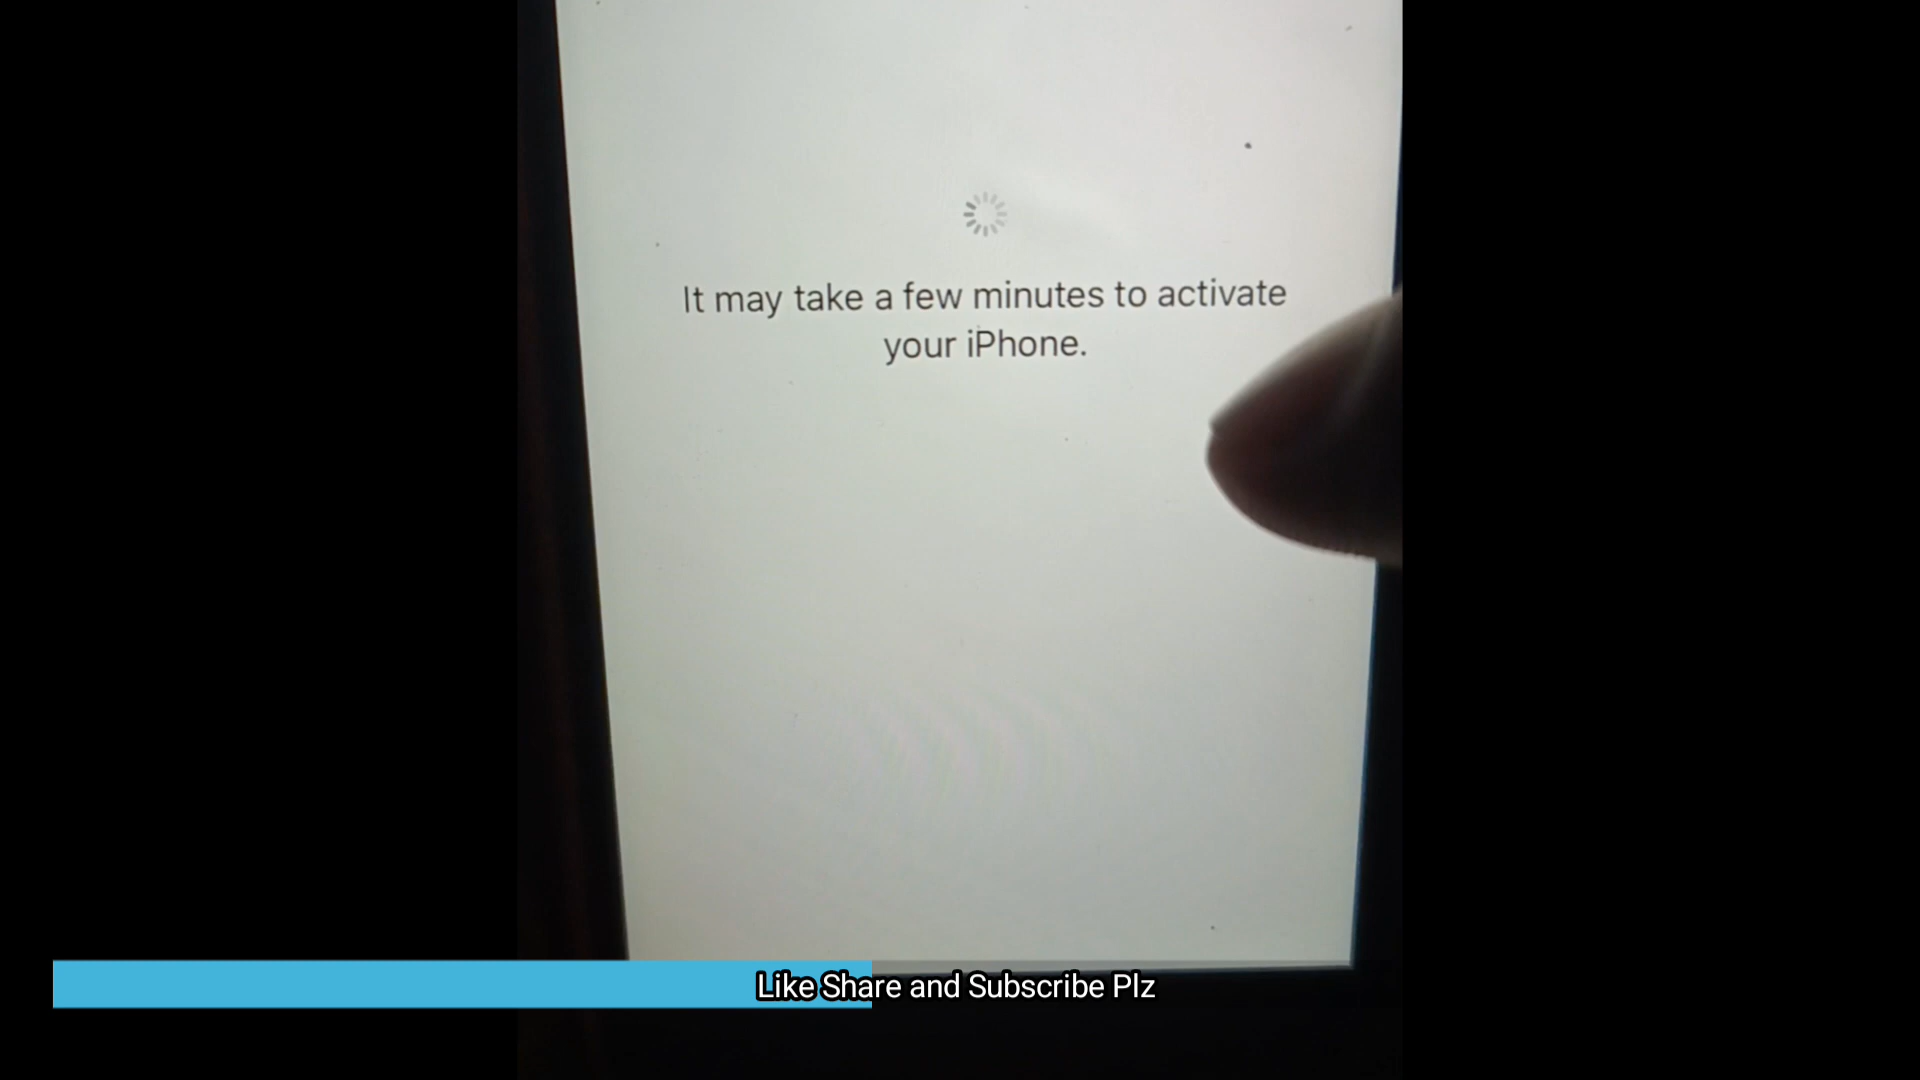 It may take a few minutes to activate
your iPhone.
Like Share and Subscribe Plz